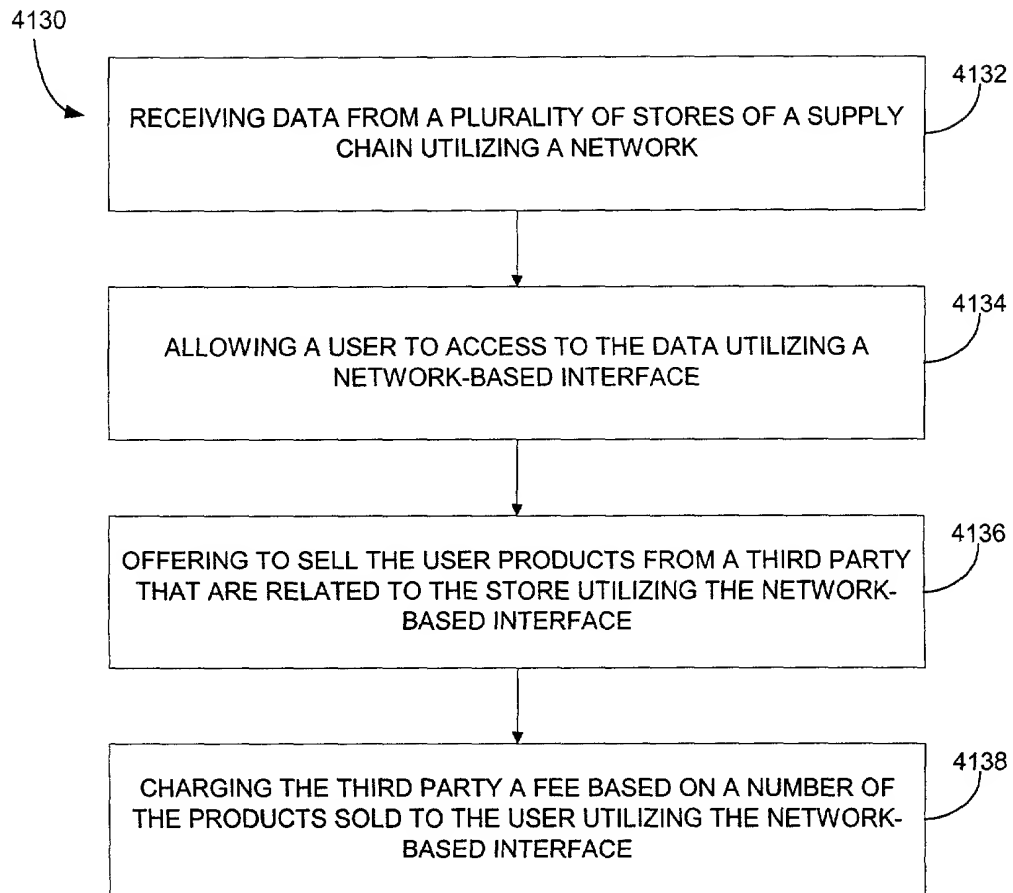 4130
4132
RECEIVING DATA FROM A PLURALITY OF STORES OF A SUPPLY
CHAIN UTILIZING A NETWORK
4134
ALLOWING A USER TO ACCESS TO THE DATA UTILIZING A
NETWORK-BASED INTERFACE
4136
OFFERING TO SELL THE USER PRODUCTS FROM A THIRD PARTY
THAT ARE RELATED TO THE STORE UTILIZING THE NETWORK-
BASED INTERFACE
4138
CHARGING THE THIRD PARTY A FEE BASED ON A NUMBER OF
THE PRODUCTS SOLD TO THE USER UTILIZING THE NETWORK-
BASED INTERFACE